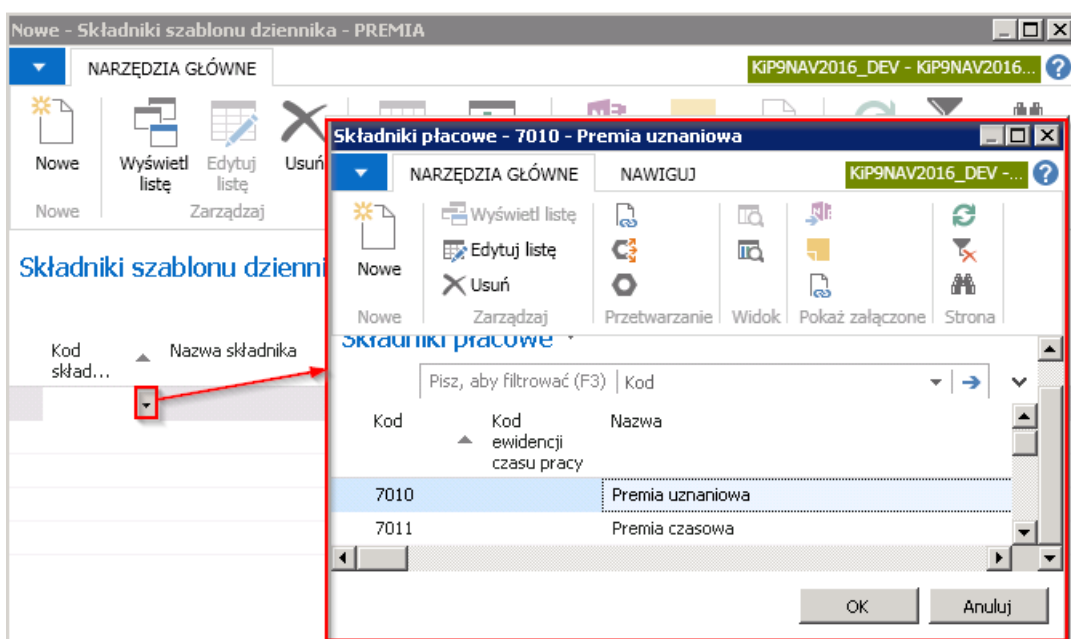 Nowe - Składniki szablonu dziennika - PREMIA
NARZĘDZIA GŁÓWNE
KiP9NAV2016_DEV - KiP9NAV2016...
Nowe
Wyświetl
listę
Edytuj
listę
Usuń
Nowe
Zarządzaj
Składniki szablonu dzienni
Kod
skład...
Nazwa składnika
Składniki płacowe - 7010 - Premia uznaniowa
NARZĘDZIA GŁÓWNE
NAWIGUJ
KiP9NAV2016_DEV -...
Nowe
Wyświetl listę
Edytuj listę
Usuń
Nowe
Zarządzaj
Przetwarzanie
Widok
Pokaż załączone
Strona
Składniki płacowe
Pisz, aby filtrować (F3)
Kod
Kod
Kod
ewidencji
czasu pracy
Nazwa
7010
Premia uznaniowa
7011
Premia czasowa
OK
Anuluj